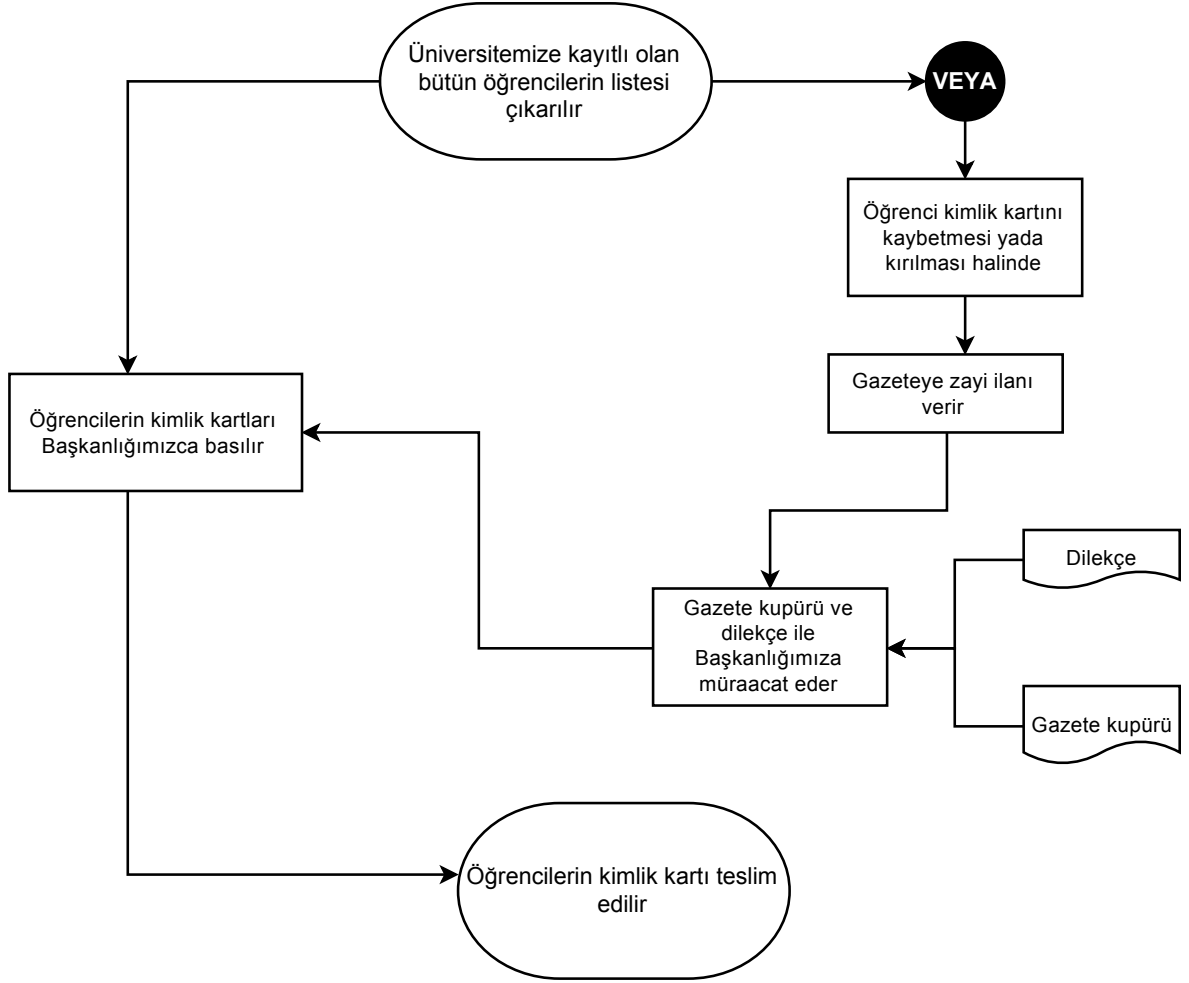 Üniversitemize kayıtlı olan
bütün öğrencilerin listesi
çıkarılır
VEYA
Öğrenci kimlik kartını
kaybetmesi yada
kırılması halinde
Gazeteye zayi ilanı
verir
Öğrencilerin kimlik kartları
Başkanlığımızca basılır
Dilekçe
Gazete kupürü ve
dilekçe ile
Başkanlığımıza
müraacat eder
Gazete kupürü
Öğrencilerin kimlik kartı teslim
edilir